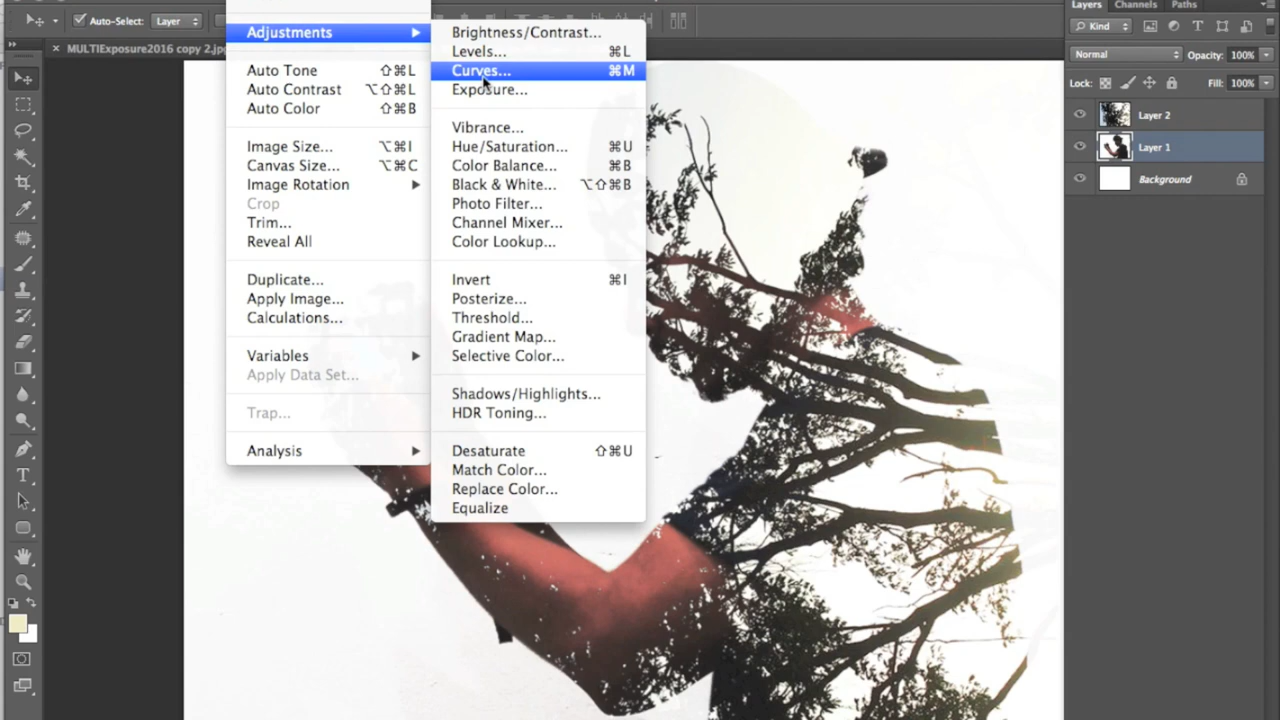 Auto-Select:
Layer
MULTIExposure2016 copy 2.jp
Adjustments
Auto Tone ⇧⌘L
Auto Contrast ⌥⇧⌘L
Auto Color ⇧⌘B
Image Size... ⌥⌘I
Canvas Size... ⌥⌘C
Image Rotation
Crop
Trim...
Reveal All
Duplicate...
Apply Image...
Calculations...
Variables
Apply Data Set...
Trap...
Analysis
Brightness/Contrast...
Levels... ⌘L
Curves... ⌘M
Exposure...
Vibrance...
Hue/Saturation... ⌘U
Color Balance... ⌘B
Black & White... ⌥⇧⌘B
Photo Filter...
Channel Mixer...
Color Lookup...
Invert ⌘I
Posterize...
Threshold...
Gradient Map...
Selective Color...
Shadows/Highlights...
HDR Toning...
Desaturate ⇧⌘U
Match Color...
Replace Color...
Equalize
Layers Channels Paths
Kind
Normal Opacity: 100%
Lock: Fill: 100%
Layer 2
Layer 1
Background